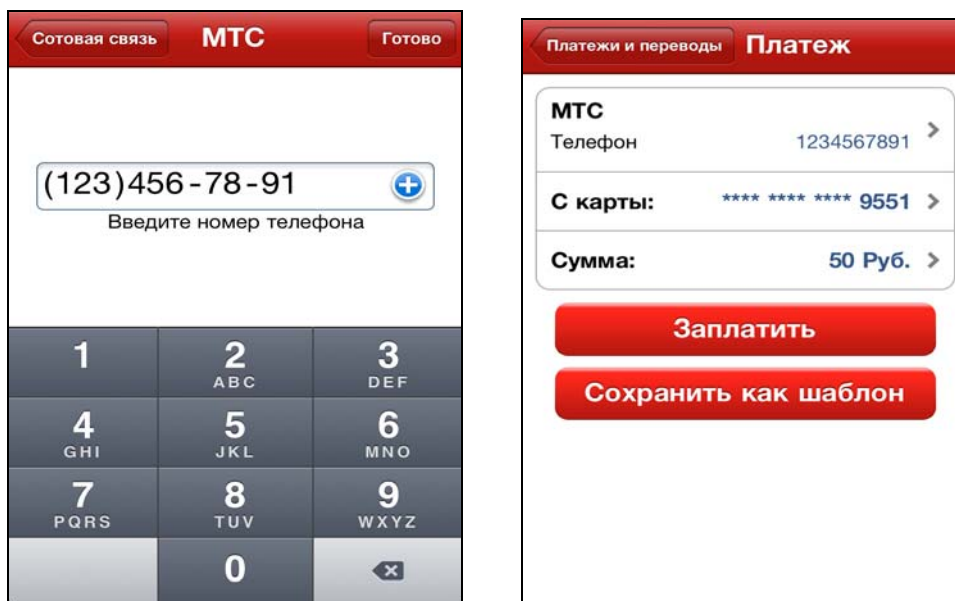 Сотовая связь МТС Готово
(123)456-78-91
Введите номер телефона
1 2 3
ABC DEF
4 5 6
GHI JKL MNO
7 8 9
PQRS TUV WXYZ
0
Платежи и переводы Платеж
МТС
Телефон 1234567891
С карты: **** **** **** 9551
Сумма: 50 Руб.
Заплатить
Сохранить как шаблон